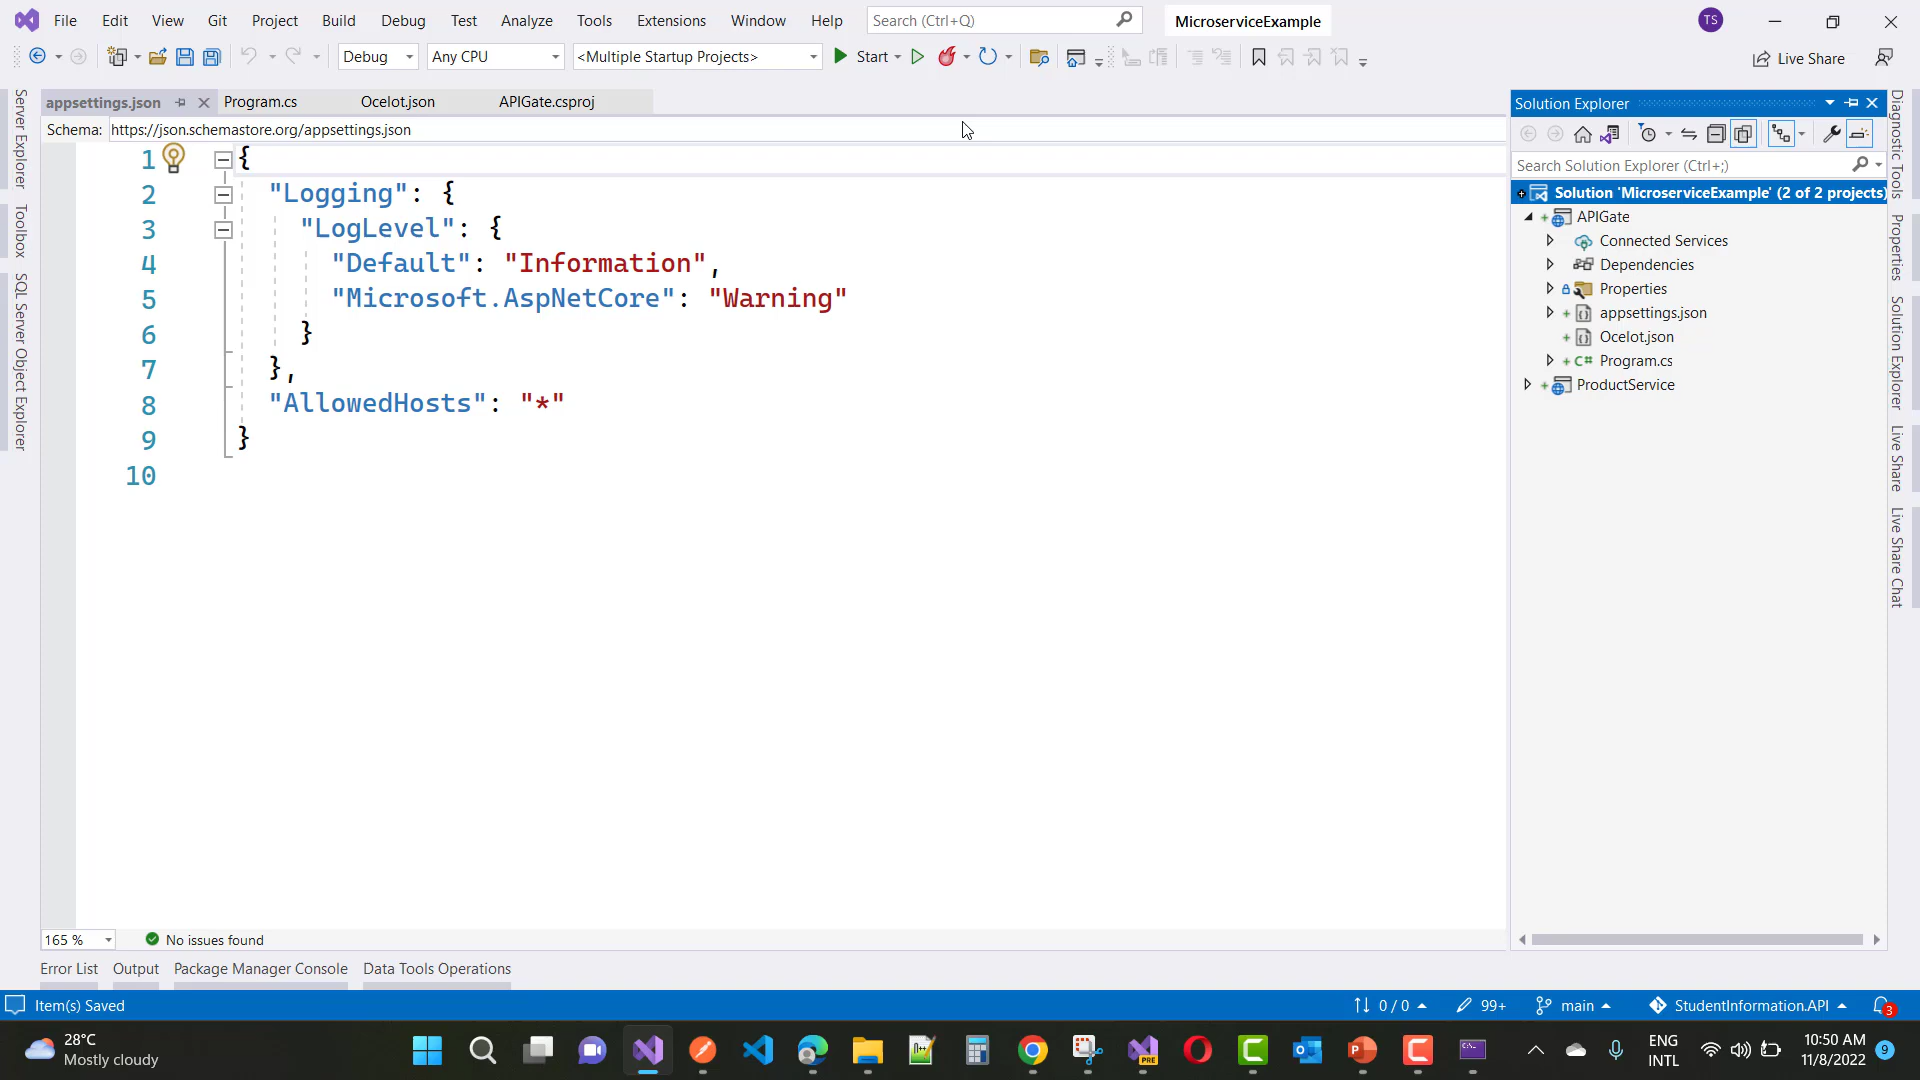 File Edit View Git Project Build Debug Test Analyze Tools Extensions Window Help Search (Ctrl+Q) MicroserviceExample TS
Debug Any CPU <Multiple Startup Projects> Start Live Share
appsettings.json Program.cs Ocelot.json APIGate.csproj
Schema: https://json.schemastore.org/appsettings.json
1 {
2 "Logging": {
3 "LogLevel": {
4 "Default": "Information",
5 "Microsoft.AspNetCore": "Warning"
6 }
7 },
8 "AllowedHosts": "*"
9 }
10
165 % No issues found
Error List Output Package Manager Console Data Tools Operations
Server Explorer
Toolbox
SQL Server Object Explorer
Solution Explorer
Search Solution Explorer (Ctrl+;)
Solution 'MicroserviceExample' (2 of 2 projects)
APIGate
Connected Services
Dependencies
Properties
appsettings.json
Ocelot.json
C# Program.cs
ProductService
Diagnostic Tools
Properties
Solution Explorer
Live Share
Live Share Chat
Item(s) Saved 0 / 0 99+ main StudentInformation.API 3
28°C
Mostly cloudy
PRE
ENG
INTL
10:50 AM
11/8/2022
9